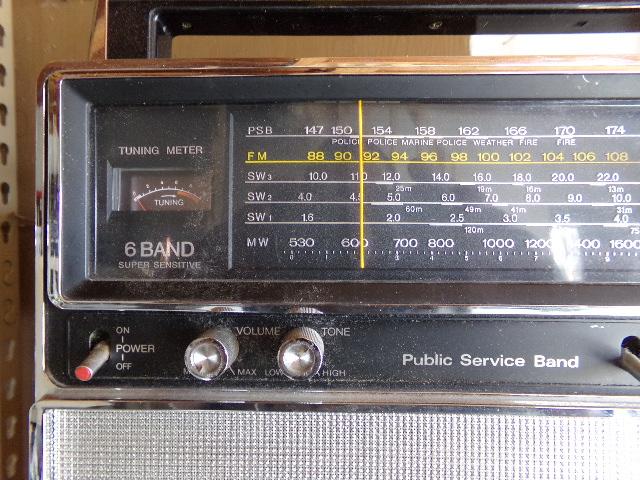 PSB 147 150 154 158 162 166 170 174
POLICE POLICE MARINE POLICE WEATHER FIRE FIRE
FM 88 90 92 94 96 98 100 102 104 106 108
SW3 10.0 11.0 12.0 14.0 16.0 18.0 20.0 22.0
25m 19m 16m 13m
SW2 4.0 4.5 5.0 6.0 7.0 8.0 9.0 10.0
60m 49m 41m 31m
SW1 1.6 2.0 2.5 3.0 3.5 4.0
120m 75
MW 530 600 700 800 1000 1200 1600
TUNING METER
TUNING
6 BAND
SUPER SENSITIVE
ON
POWER
OFF
VOLUME
MAX
TONE
LOW HIGH
Public Service Band